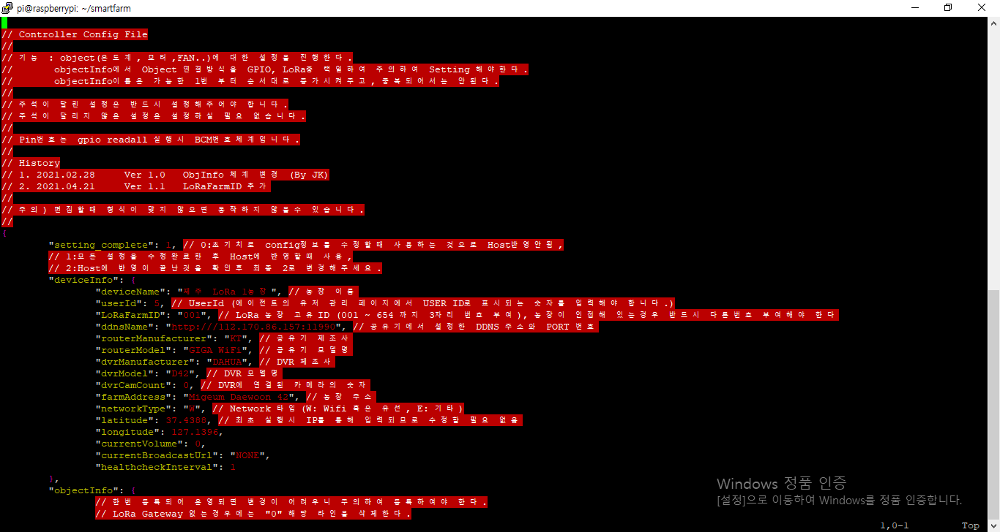 pi@raspberrypi: ~/smartfarm
// Controller Config File
//
// 기능 : object(온도계,모터,FAN..)에 대한 설정을 진행한다.
//       objectInfo에서 Object 연결방식을 GPIO, LoRa중 택일하여 주의하여 Setting해야한다.
//       objectInfo이름은 가능한 1번 부터 순서대로 증가시켜주고, 중복되어서는 안된다.
//
// 주석이 달린 설정은 반드시 설정해주어야 합니다.
// 주석이 달리지 않은 설정은 설정하실 필요 없습니다.
//
// Pin번호는 gpio readall 실행시 BCM번호체계입니다.
//
// History
// 1. 2021.02.28     Ver 1.0   ObjInfo 체계 변경 (By JK)
// 2. 2021.04.21     Ver 1.1   LoRaFarmID 추가
//
// 주의) 편집할때 형식이 맞지 않으면 동작하지 않을수 있습니다.
//
{
"setting_complete": 1, // 0:초기치로 config정보를 수정할때 사용하는 것으로 Host반영안됨,
// 1:모든 설정을 수정완료한 후 Host에 반영할때 사용,
// 2:Host에 반영이 끝난것을 확인후 최종 2로 변경해주세요.
"deviceInfo": {
"deviceName": "제주 LoRa 1농장", // 농장 이름
"userId": 5, // UserId (에이전트의 유저 관리 페이지에서 USER ID로 표시되는 숫자를 입력해야 합니다.)
"LoRaFarmID": "001", // LoRa 농장 고유ID (001 ~ 654 까지 3자리 번호 부여), 농장이 인접해 있는경우 반드시 다른번호 부여해야 한다
"ddnsName": "http:///112.170.86.157:11990", // 공유기에서 설정한 DDNS 주소와 PORT 번호
"routerManufacturer": "KT", // 공유기 제조사
"routerModel": "GIGA WiFi", // 공유기 모델명
"dvrManufacturer": "DAHUA", // DVR 제조사
"dvrModel": "D42", // DVR 모델명
"dvrCamCount": 0, // DVR에 연결된 카메라의 숫자
"farmAddress": "Migeum Daewoon 42", // 농장 주소
"networkType": "W", // Network 타입(W: Wifi 혹은 유선, E: 기타)
"latitude": 37.4388, // 최초 실행시 IP를 통해 입력되므로 수정할 필요 없음
"longitude": 127.1396,
"currentVolume": 0,
"currentBroadcastUrl": "NONE",
"healthcheckInterval": 1
},
"objectInfo": {
// 한번 등록되어 운영되면 변경이 어려우니 주의하여 등록하여야 한다.
// LoRa Gateway 없는경우에는 "0" 해당 라인을 삭제한다.
Windows 정품 인증
[설정]으로 이동하여 Windows를 정품 인증합니다.
1,0-1         Top